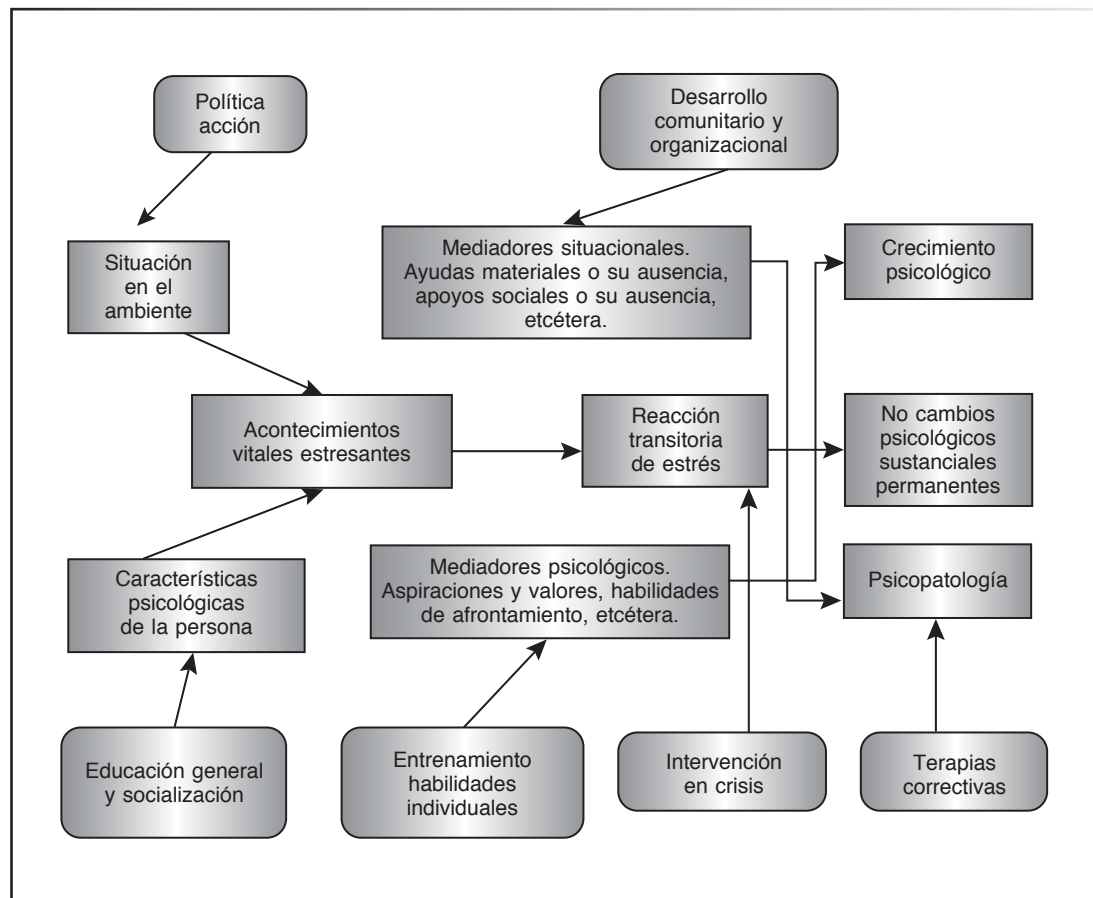 Política
acción
Desarrollo
comunitario y
organizacional
Situación
en el
ambiente
Mediadores situacionales.
Ayudas materiales o su ausencia,
apoyos sociales o su ausencia,
etcétera.
Crecimiento
psicológico
Acontecimientos
vitales estresantes
Reacción
transitoria
de estrés
No cambios
psicológicos
sustanciales
permanentes
Características
psicológicas
de la persona
Mediadores psicológicos.
Aspiraciones y valores, habilidades
de afrontamiento, etcétera.
Psicopatología
Educación general
y socialización
Entrenamiento
habilidades
individuales
Intervención
en crisis
Terapias
correctivas